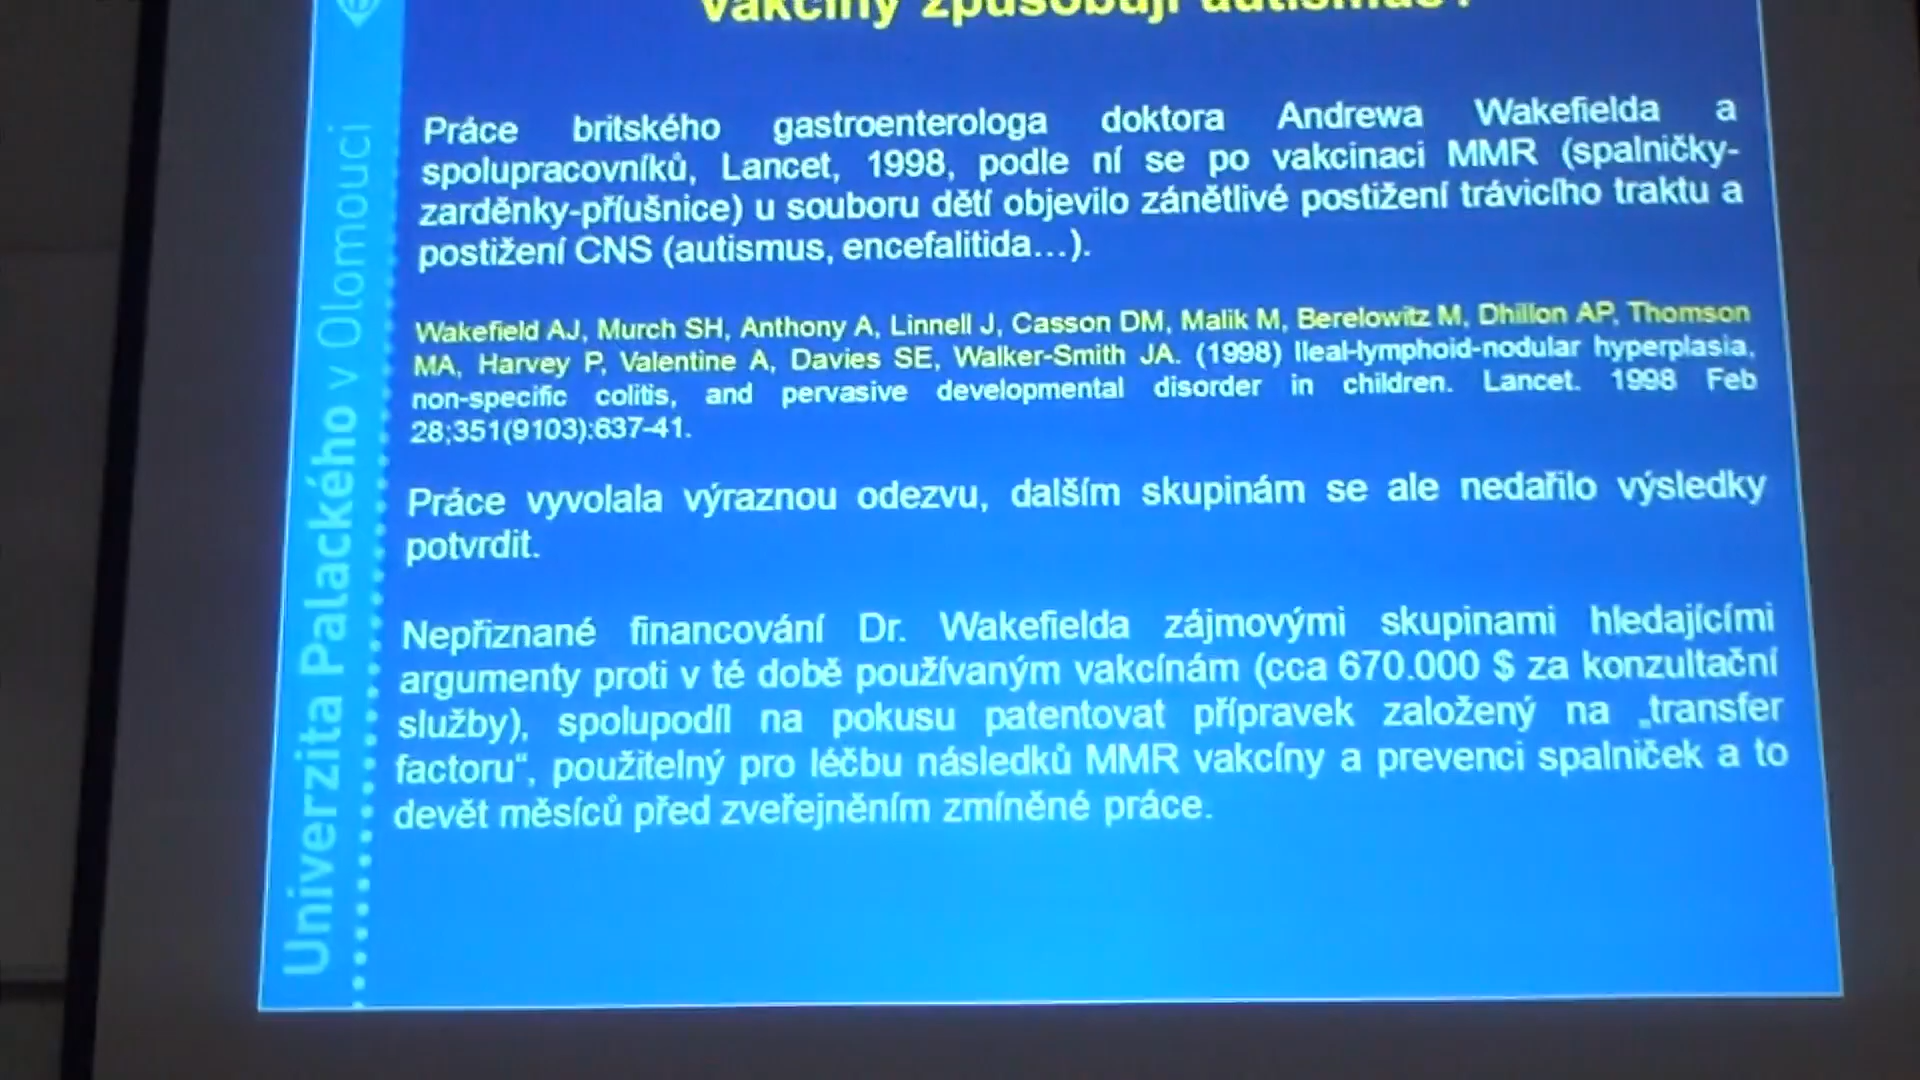 Vakcíny způsobují autismus?
Práce britského gastroenterologa doktora Andrewa Wakefielda a
spolupracovníků, Lancet, 1998, podle ní se po vakcinaci MMR (spalničky-
zarděnky-příušnice) u souboru dětí objevilo zánětlivé postižení trávicího traktu a
postižení CNS (autismus, encefalitida…).
Wakefield AJ, Murch SH, Anthony A, Linnell J, Casson DM, Malik M, Berelowitz M, Dhillon AP, Thomson
MA, Harvey P, Valentine A, Davies SE, Walker-Smith JA. (1998) Ileal-lymphoid-nodular hyperplasia,
non-specific colitis, and pervasive developmental disorder in children. Lancet. 1998 Feb
28;351(9103):637-41.
Práce vyvolala výraznou odezvu, dalším skupinám se ale nedařilo výsledky
potvrdit.
Nepřiznané financování Dr. Wakefielda zájmovými skupinami hledajícími
argumenty proti v té době používaným vakcínám (cca 670.000 $ za konzultační
služby), spolupodíl na pokusu patentovat přípravek založený na „transfer
factoru“, použitelný pro léčbu následků MMR vakcíny a prevenci spalniček a to
devět měsíců před zveřejněním zmíněné práce.
Univerzita Palackého v Olomouci